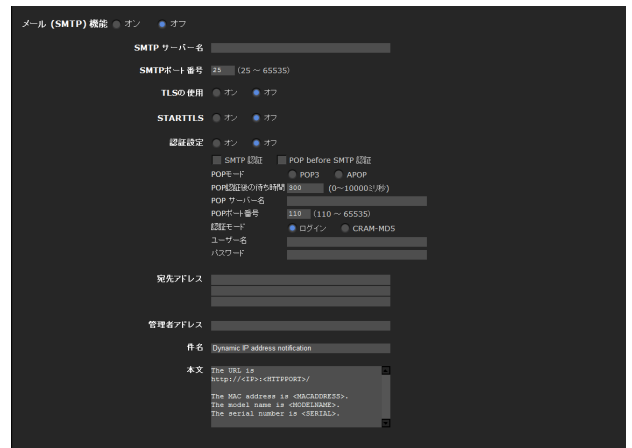 メール (SMTP) 機能 オン オフ
SMTP サーバー名
SMTPポート番号 25 (25 ~ 65535)
TLSの使用 オン オフ
STARTTLS オン オフ
認証設定 オン オフ
SMTP 認証 POP before SMTP 認証
POPモード POP3 APOP
POP認証後の待ち時間 300 (0~10000ミリ秒)
POP サーバー名
POPポート番号 110 (110 ~ 65535)
認証モード ログイン CRAM-MD5
ユーザー名
パスワード
宛先アドレス
管理者アドレス
件名 Dynamic IP address notification
本文 The URL is
http://<IP>:<HTTPPORT>/
The MAC address is <MACADDRESS>.
The model name is <MODELNAME>.
The serial number is <SERIAL>.